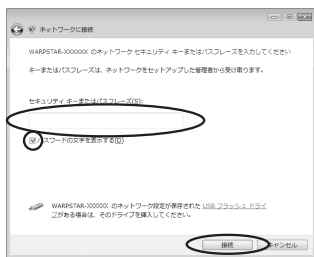 ネットワークに接続
WARPSTAR-XXXXXX のネットワーク セキュリティ キーまたはパスフレーズを入力してください
キーまたはパスフレーズは、ネットワークをセットアップした管理者から受け取ります。
セキュリティ キーまたはパスフレーズ(S):
パスワードの文字を表示する(D)
WARPSTAR-XXXXXX のネットワーク設定が保存された USB フラッシュ ドライ
ブがある場合は、そのドライブを挿入してください。
接続 キャンセル